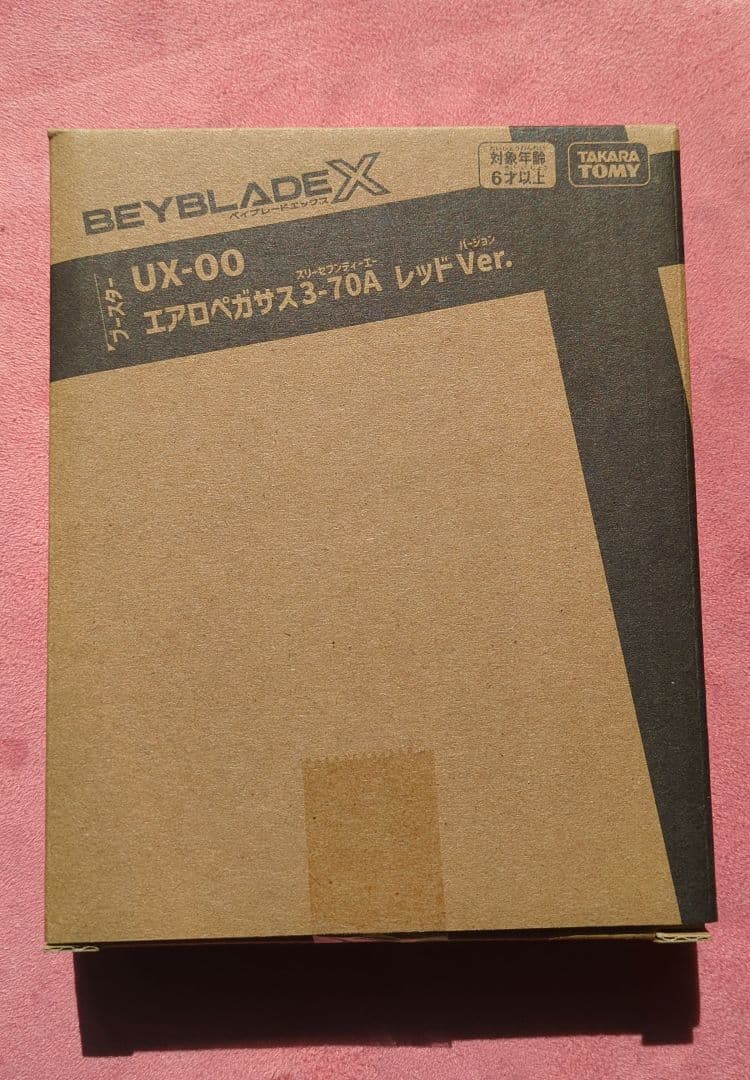 BEYBLADE X
ベイブレードエックス
たいしょうねんれい
対象年齢
6才以上
TAKARA
TOMY
ブースター
UX-00
スリーセブンティーエー
バージョン
エアロペガサス3-70A レッドVer.